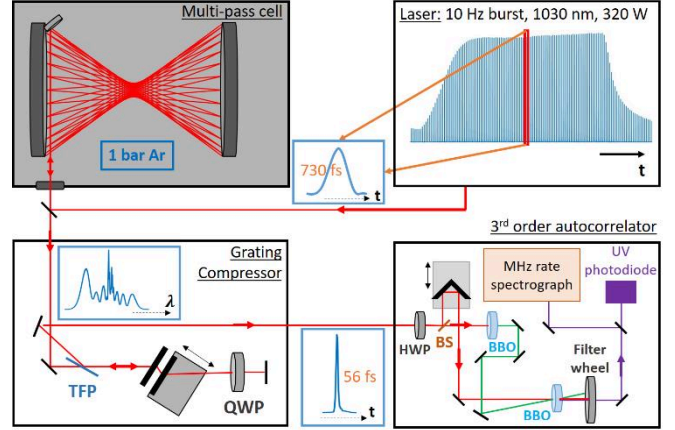 Multi-pass cell
1 bar Ar
Laser: 10 Hz burst, 1030 nm, 320 W
t
730 fs
t
Grating
Compressor
λ
TFP
QWP
56 fs
t
3rd order autocorrelator
MHz rate
spectrograph
UV
photodiode
HWP
BS
BBO
Filter
wheel
BBO